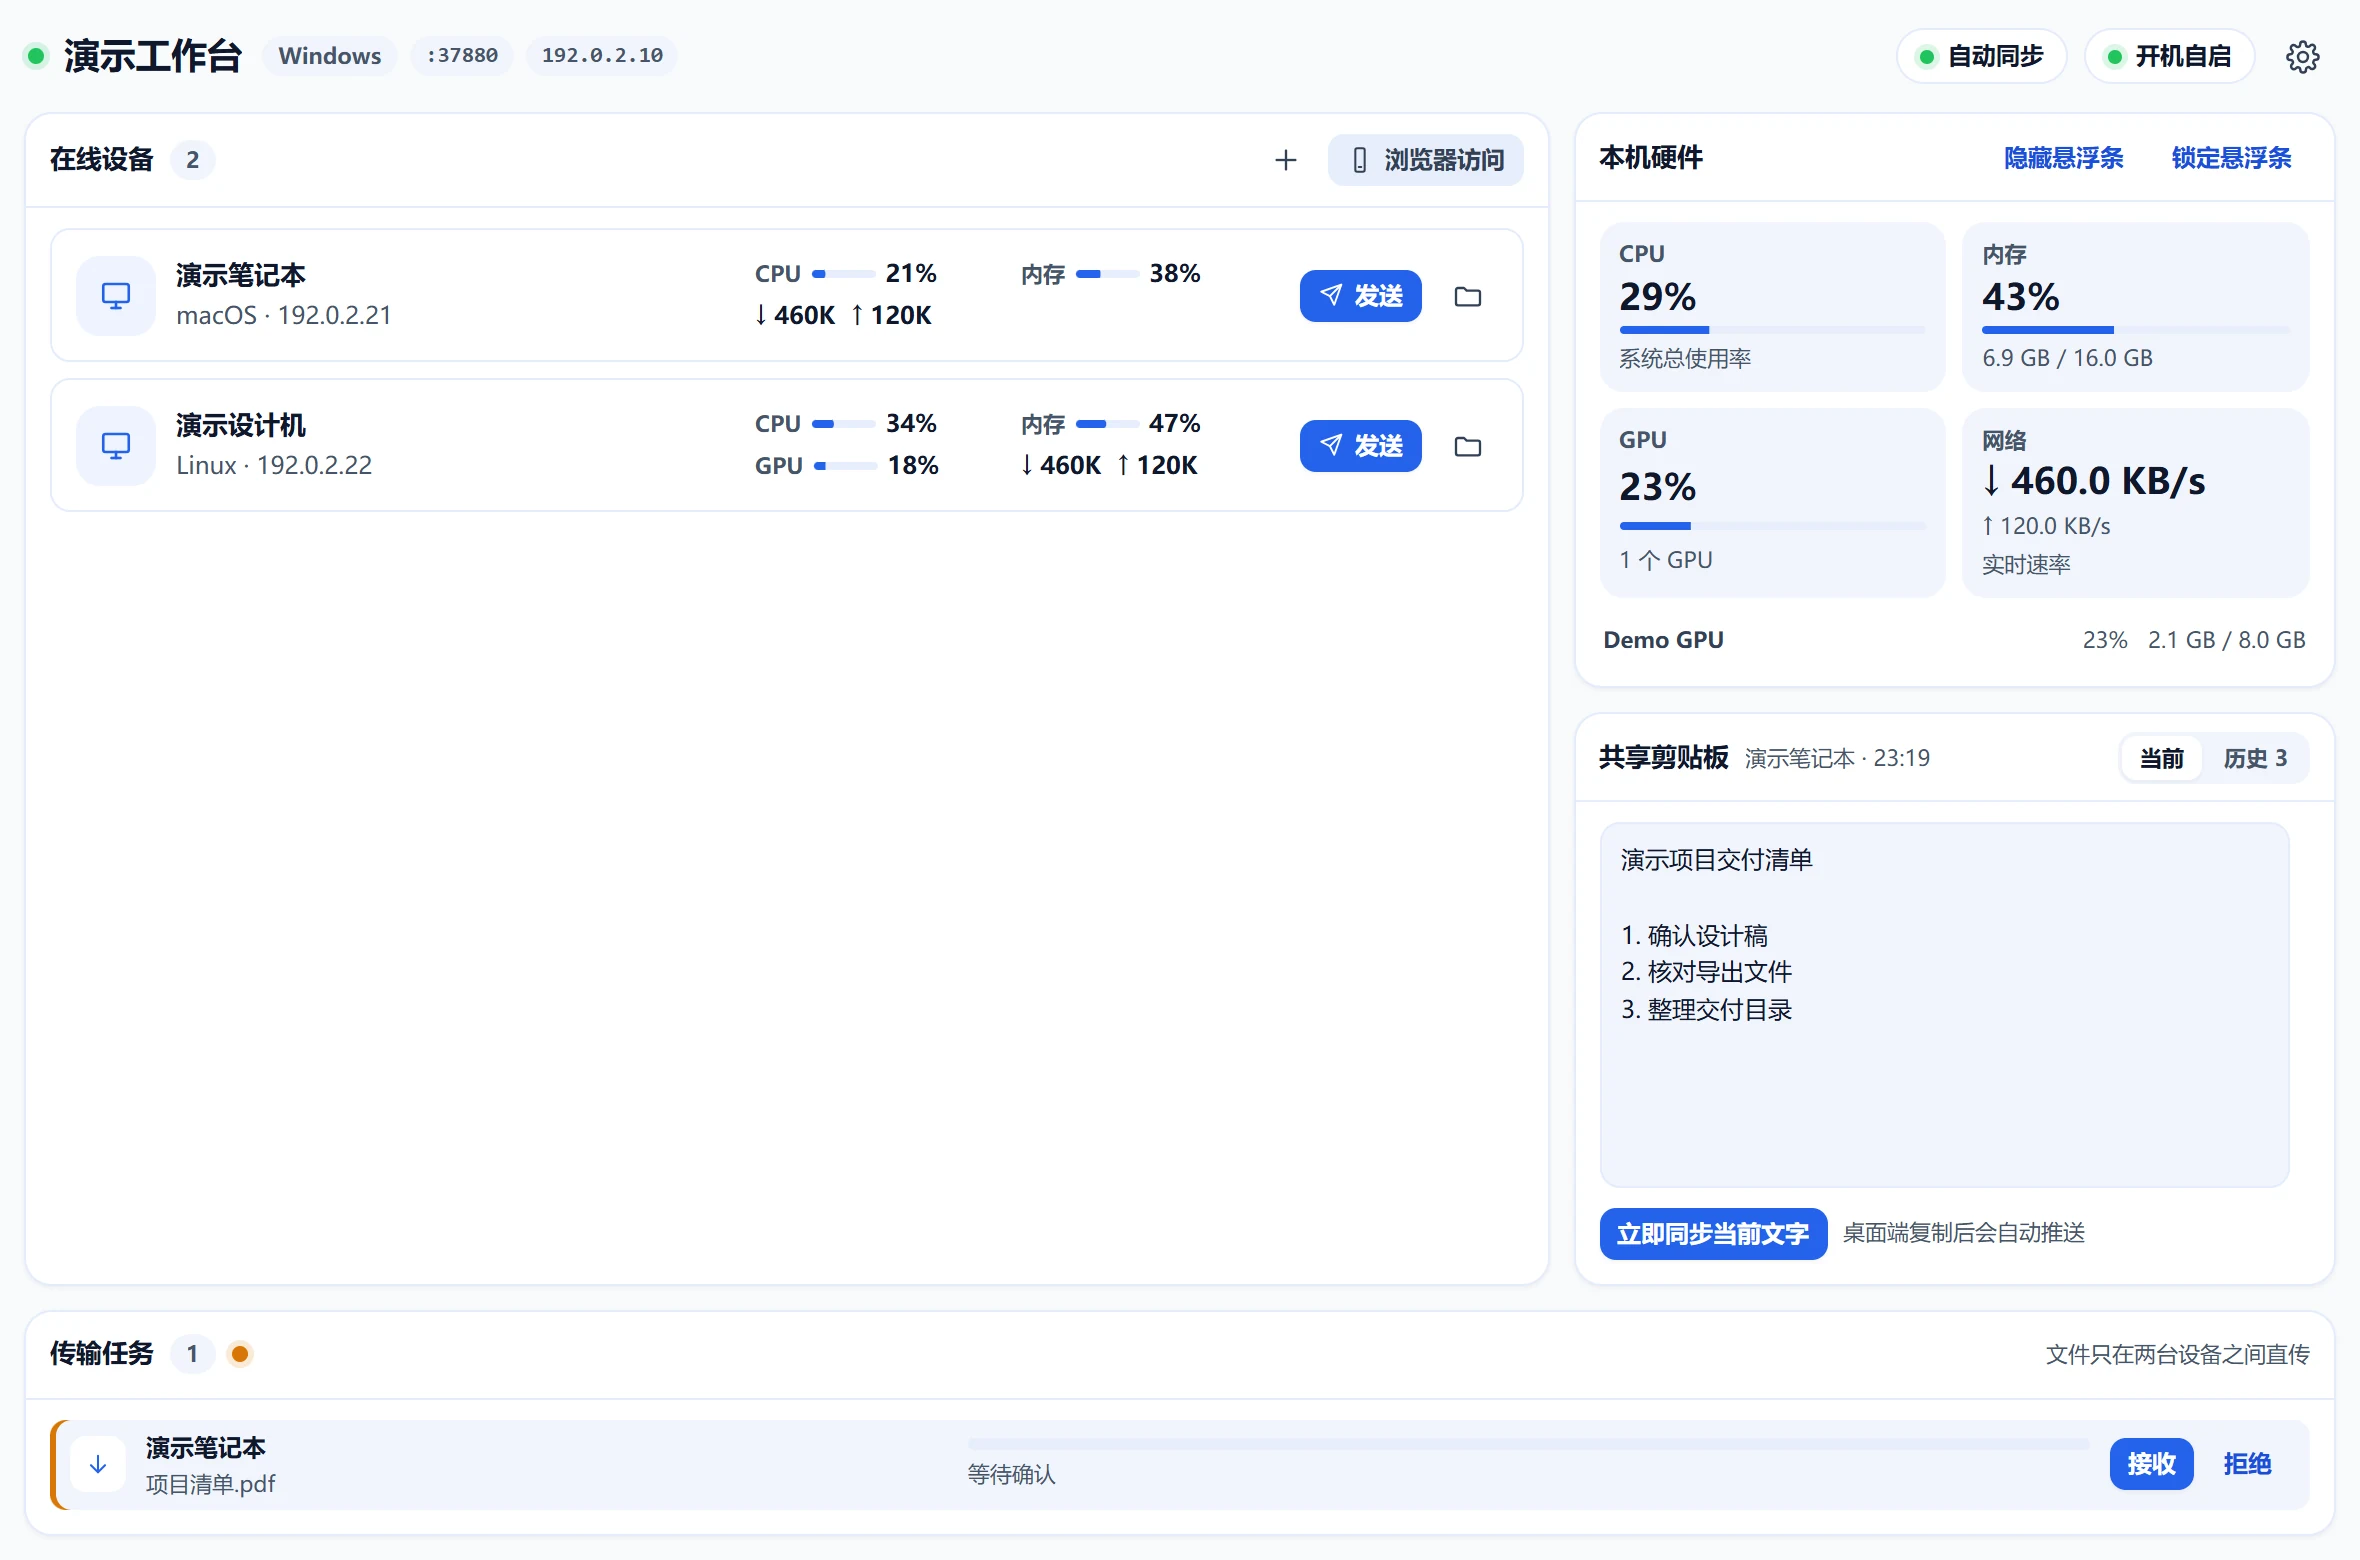 演示工作台 Windows :37880 192.0.2.10 自动同步 开机自启
在线设备 2 浏览器访问
演示笔记本
macOS · 192.0.2.21
CPU 21% 内存 38%
↓ 460K ↑ 120K
发送
演示设计机
Linux · 192.0.2.22
CPU 34% 内存 47%
GPU 18% ↓ 460K ↑ 120K
发送
本机硬件 隐藏悬浮条 锁定悬浮条
CPU
29%
系统总使用率
内存
43%
6.9 GB / 16.0 GB
GPU
23%
1 个 GPU
网络
↓ 460.0 KB/s
↑ 120.0 KB/s
实时速率
Demo GPU 23% 2.1 GB / 8.0 GB
共享剪贴板 演示笔记本 · 23:19 当前 历史 3
演示项目交付清单
1. 确认设计稿
2. 核对导出文件
3. 整理交付目录
立即同步当前文字 桌面端复制后会自动推送
传输任务 1 文件只在两台设备之间直传
演示笔记本
项目清单.pdf
等待确认
接收 拒绝